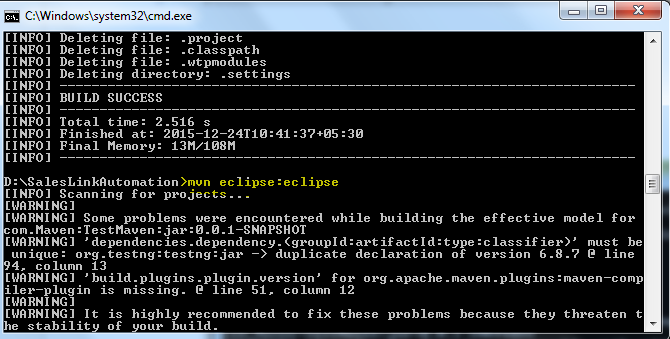 C:\Windows\system32\cmd.exe
[INFO] Deleting file: .project
[INFO] Deleting file: .classpath
[INFO] Deleting file: .wtpmodules
[INFO] Deleting directory: .settings
[INFO] ------------------------------------------------------------------------
[INFO] BUILD SUCCESS
[INFO] ------------------------------------------------------------------------
[INFO] Total time: 2.516 s
[INFO] Finished at: 2015-12-24T10:41:37+05:30
[INFO] Final Memory: 13M/108M
[INFO] ------------------------------------------------------------------------
D:\SalesLinkAutomation>mvn eclipse:eclipse
[INFO] Scanning for projects...
[WARNING]
[WARNING] Some problems were encountered while building the effective model for
com.Maven:TestMaven:jar:0.0.1-SNAPSHOT
[WARNING] 'dependencies.dependency.(groupId:artifactId:type:classifier)' must be
 unique: org.testng:testng:jar -> duplicate declaration of version 6.8.7 @ line
94, column 13
[WARNING] 'build.plugins.plugin.version' for org.apache.maven.plugins:maven-comp
iler-plugin is missing. @ line 51, column 12
[WARNING]
[WARNING] It is highly recommended to fix these problems because they threaten t
he stability of your build.